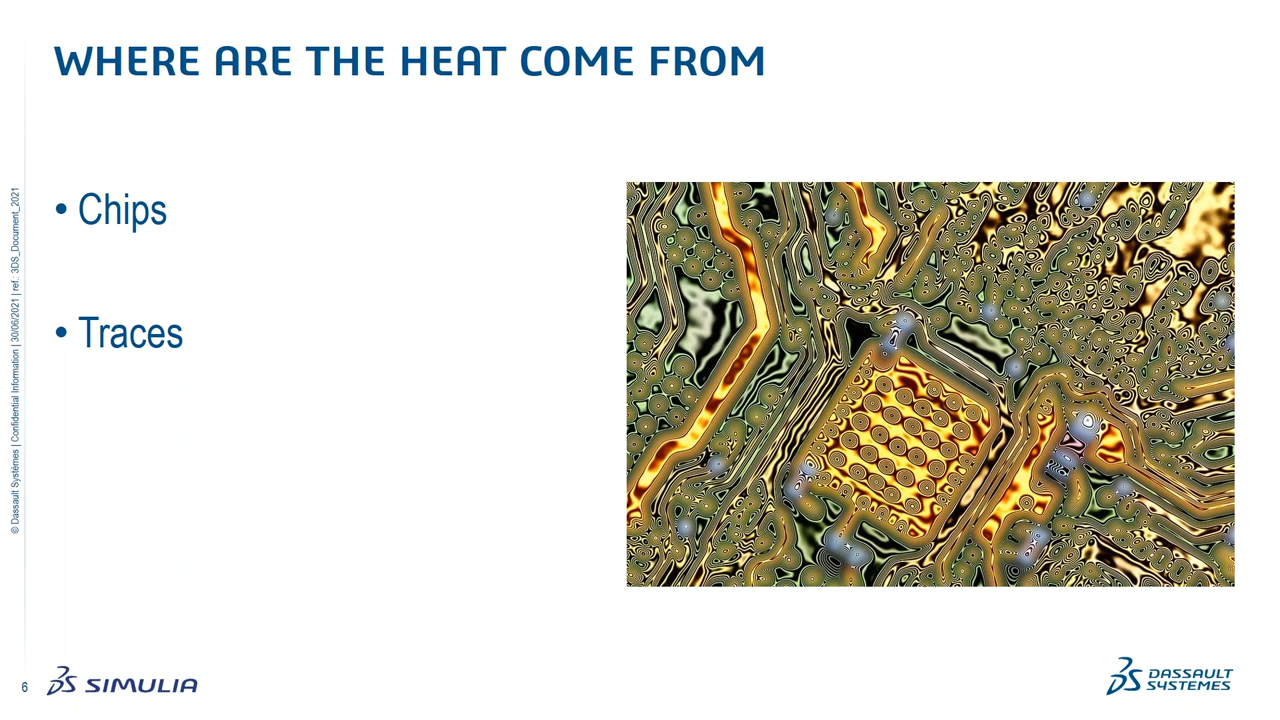 WHERE ARE THE HEAT COME FROM
• Chips
• Traces
© Dassault Systèmes | Confidential Information | 30/06/2021 | ref.: 3DS_Document_2021
6
SIMULIA
DASSAULT
SYSTEMES